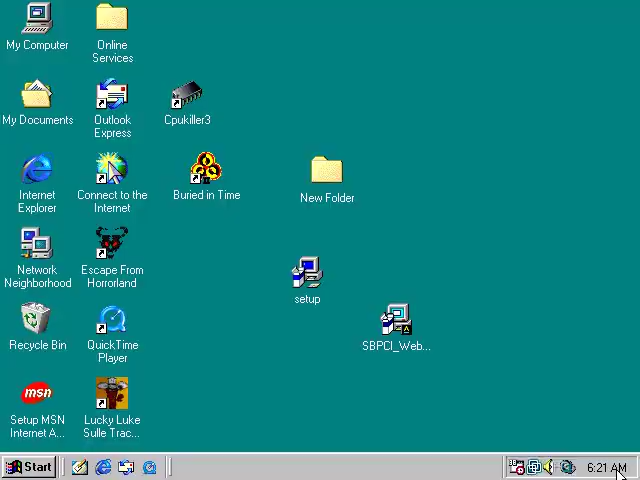 My Computer
Online
Services
My Documents
Outlook
Express
Cpukiller3
Internet
Explorer
Connect to the
Internet
Buried in Time
New Folder
Network
Neighborhood
Escape From
Horrorland
setup
Recycle Bin
QuickTime
Player
SBPCI_Web...
msn
Setup MSN
Internet A...
Lucky Luke
Sulle Trac...
Start
6:21 AM